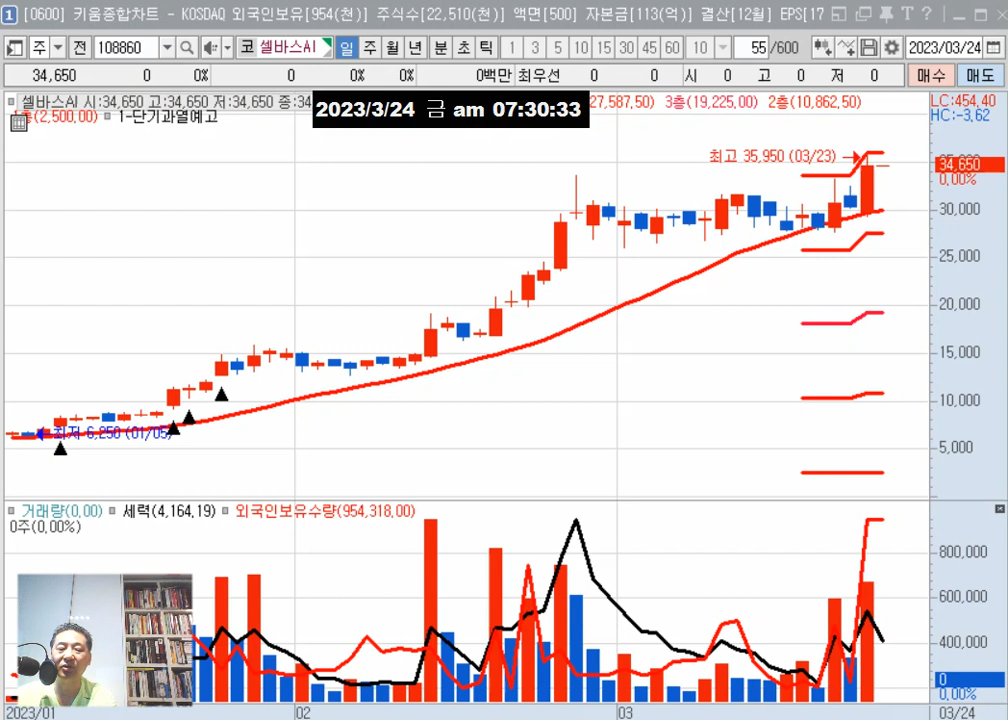 1 [0600] 키움종합차트 - KOSDAQ 외국인보유[954(천)] 주식수[22,510(천)] 액면[500] 자본금[113(억)] 결산[12월] EPS[17
주 전 108860 코 셀바스AI 일 주 월 년 분 초 틱 1 3 5 10 15 30 45 60 10 55 /600 2023/03/24
34,650 0 0% 0 0% 0% 0백만 최우선 0 0 시 0 고 0 저 0 매수 매도
셀바스AI 시:34,650 고:34,650 저:34,650 종:34 27,587,50) 3층(19,225,00) 2층(10,862,50) LC:454,40
2023/3/24 금 am 07:30:33
1층(2,500,00) 1-단기과열예고 HC:-3,62
최고 35,950 (03/23)
34,650
0,00%
30,000
25,000
20,000
15,000
10,000
최저 6,250 (01/05)
5,000
거래량(0,00) 세력(4,164,19) 외국인보유수량(954,318,00)
0주(0,00%)
800,000
600,000
400,000
0
0,00%
2023/01 02 03 03/24